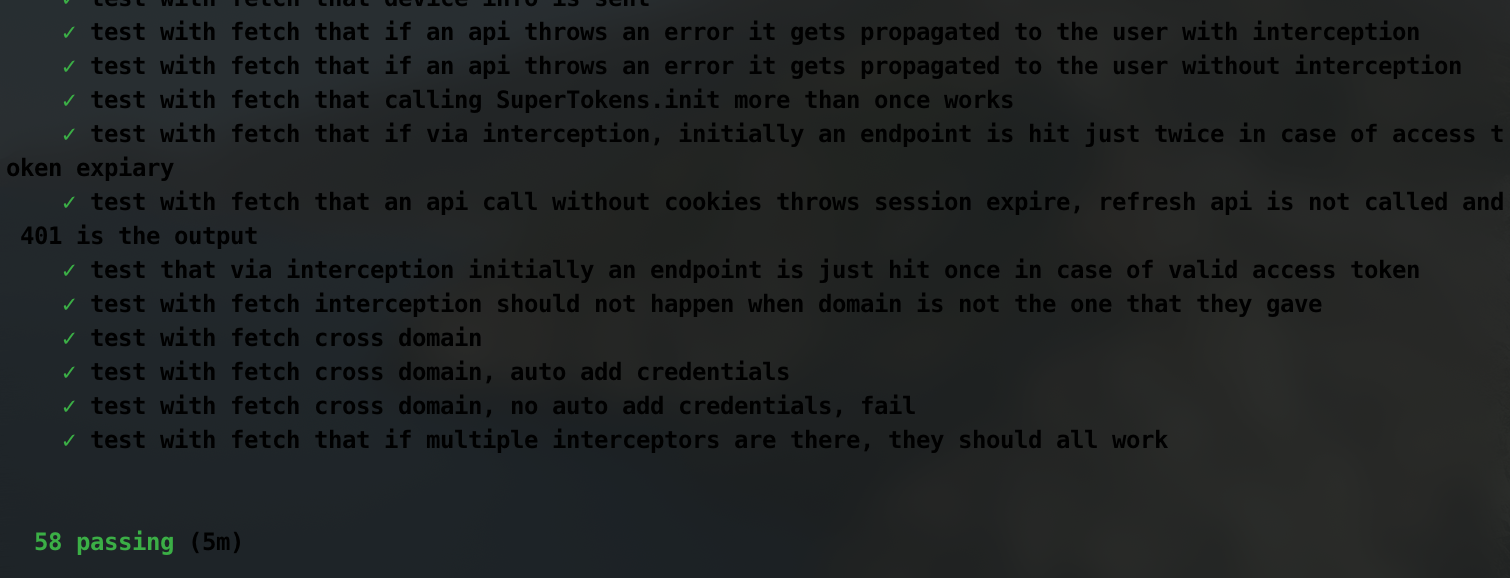 ✓ test with fetch that device info is sent
✓ test with fetch that if an api throws an error it gets propagated to the user with interception
✓ test with fetch that if an api throws an error it gets propagated to the user without interception
✓ test with fetch that calling SuperTokens.init more than once works
✓ test with fetch that if via interception, initially an endpoint is hit just twice in case of access t
oken expiary
✓ test with fetch that an api call without cookies throws session expire, refresh api is not called and
401 is the output
✓ test that via interception initially an endpoint is just hit once in case of valid access token
✓ test with fetch interception should not happen when domain is not the one that they gave
✓ test with fetch cross domain
✓ test with fetch cross domain, auto add credentials
✓ test with fetch cross domain, no auto add credentials, fail
✓ test with fetch that if multiple interceptors are there, they should all work
58 passing (5m)